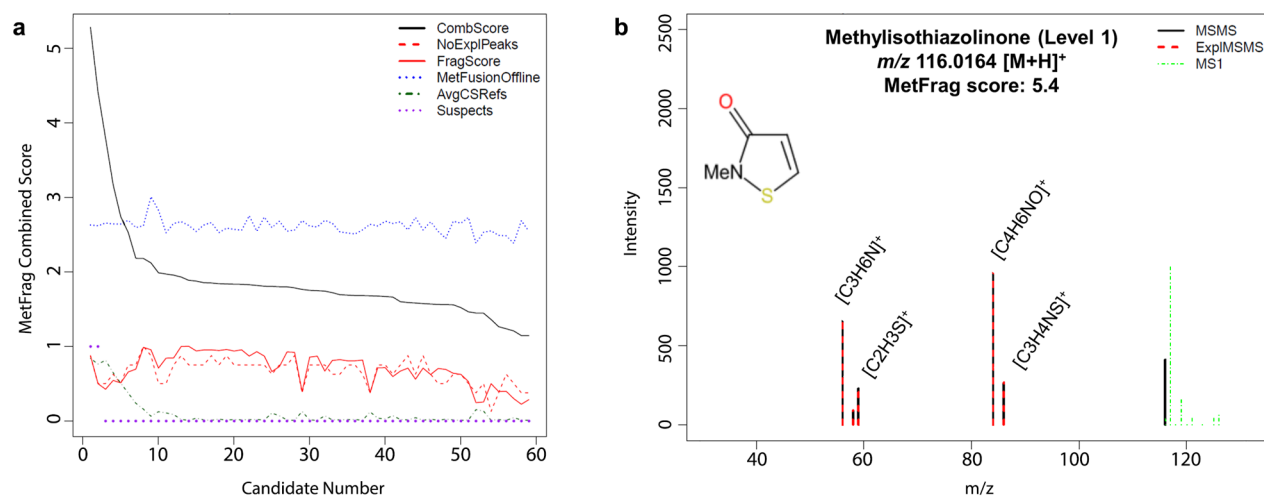 a
MetFrag Combined Score
5
4
3
2
1
0
0
10
20
30
40
50
60
Candidate Number
CombScore
NoExplPeaks
FragScore
MetFusionOffline
AvgCSRefs
Suspects
b
Methylisothiazolinone (Level 1)
m/z 116.0164 [M+H]⁺
MetFrag score: 5.4
MSMS
ExplMSMS
MS1
Intensity
2500
2000
1500
1000
500
0
O
MeN
S
[C3H6N]⁺
[C2H3S]⁺
[C4H6NO]⁺
[C3H4NS]⁺
40
60
80
100
120
m/z